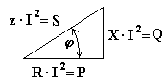 z · I² = S
φ
X · I² = Q
R · I² = P